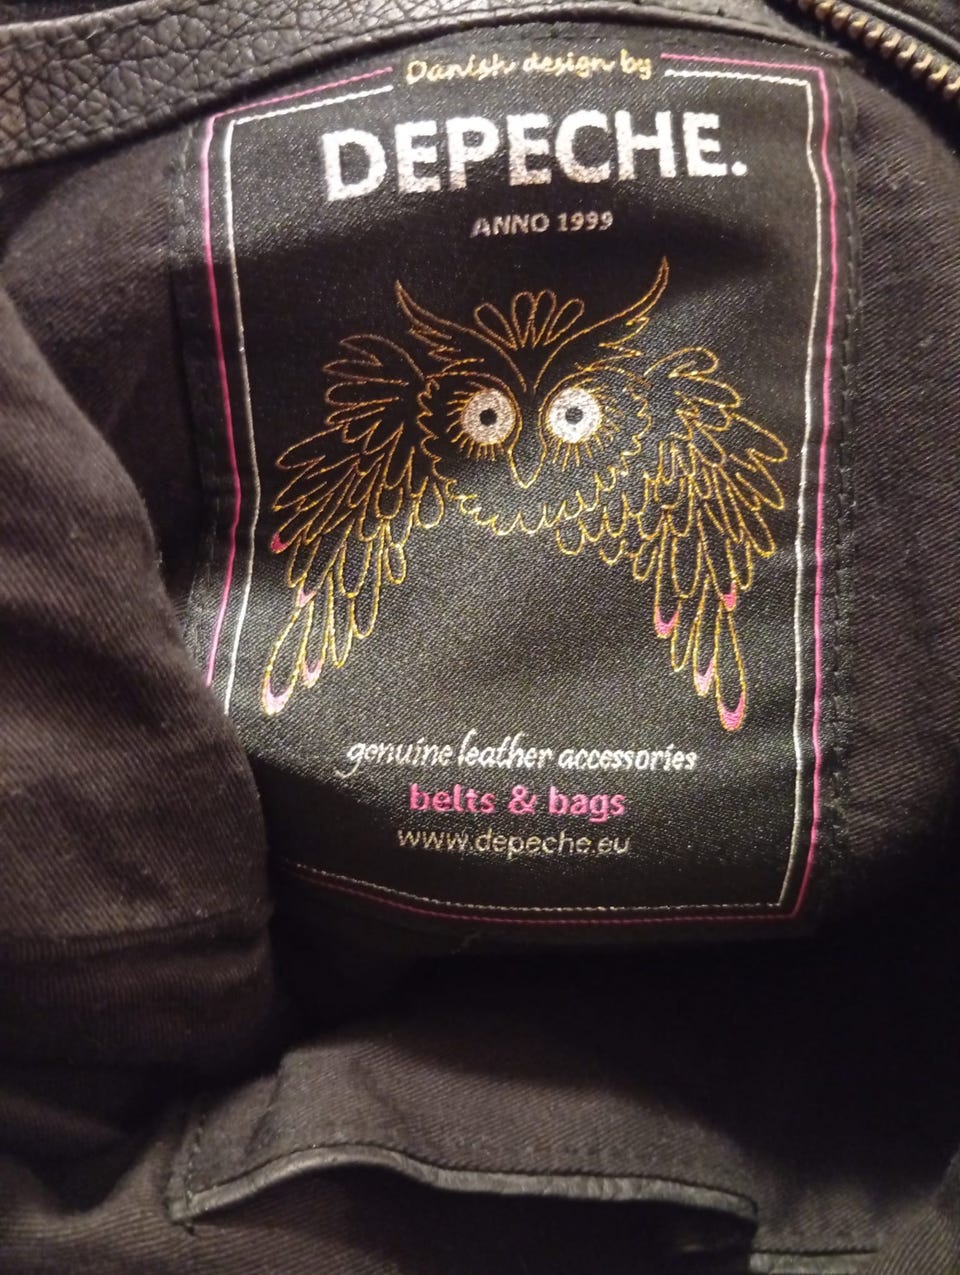 Danish design by
DEPECHE.
ANNO 1999
genuine leather accessories
belts & bags
www.depeche.eu